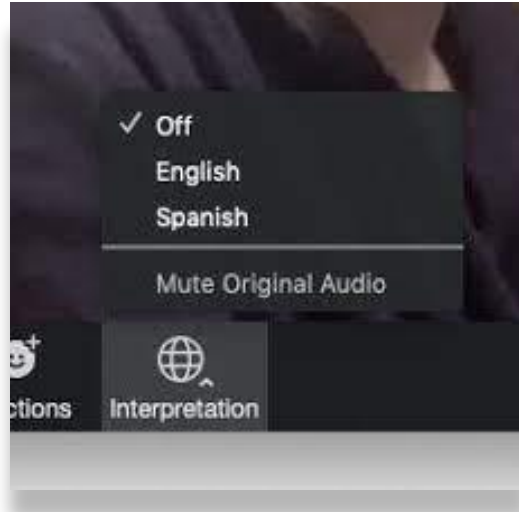 Off
English
Spanish
Mute Original Audio
ctions Interpretation